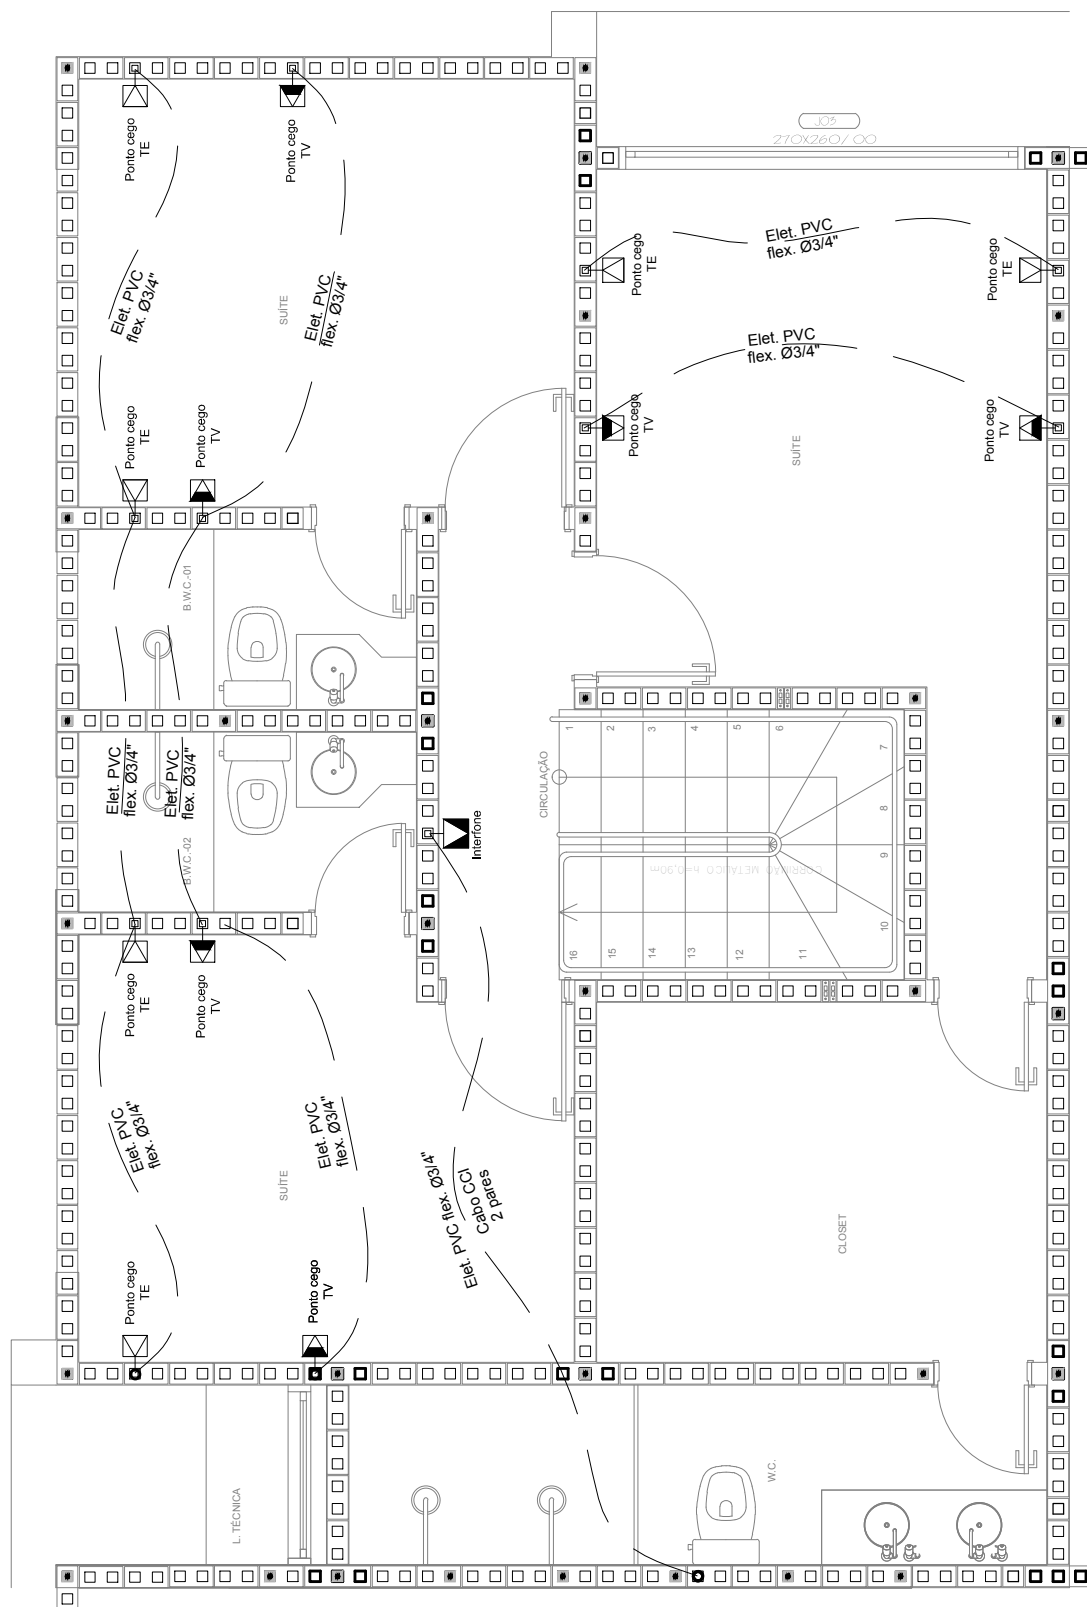 J03
270X260/ 00
Ponto cego
TE
Ponto cego
TV
Elet. PVC
flex. Ø3/4"
Elet. PVC
flex. Ø3/4"
SUÍTE
Ponto cego
TE
Ponto cego
TV
Elet. PVC
flex. Ø3/4"
Ponto cego
TE
Ponto cego
TE
Elet. PVC
flex. Ø3/4"
Ponto cego
TV
Ponto cego
TV
SUÍTE
B.W.C.-01
Elet. PVC
flex. Ø3/4"
Elet. PVC
flex. Ø3/4"
B.W.C.-02
Interfone
CIRCULAÇÃO
1
2
3
4
5
6
7
8
9
10
11
12
13
14
15
16
CORRIMÃO METÁLICO h=0,90m
Ponto cego
TE
Ponto cego
TV
Elet. PVC
flex. Ø3/4"
Elet. PVC
flex. Ø3/4"
SUÍTE
Elet. PVC flex. Ø3/4"
Cabo CCI
2 pares
CLOSET
Ponto cego
TE
Ponto cego
TV
L. TÉCNICA
W.C.